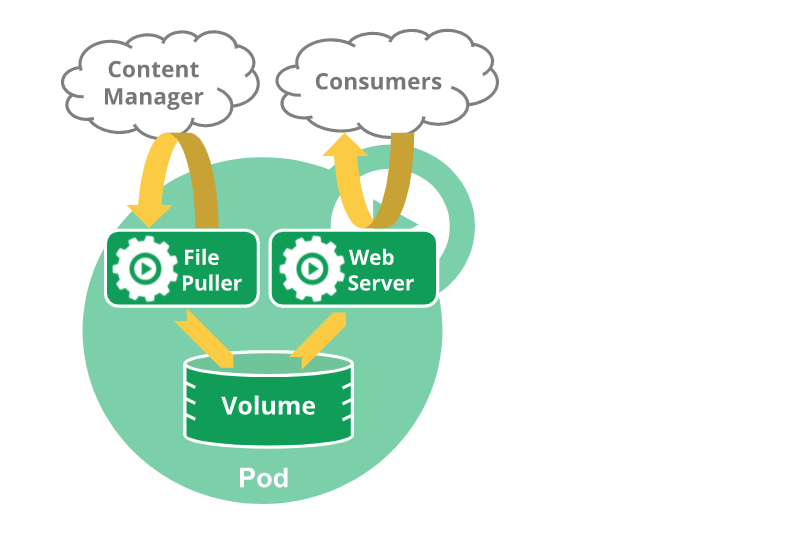 Content
Manager
Consumers
File
Puller
Web
Server
Volume
Pod